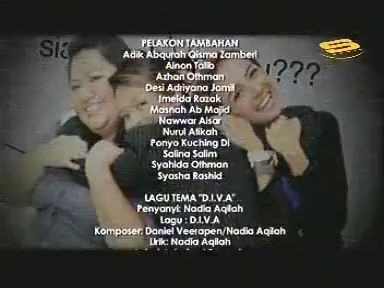 Sia
u???
PELAKON TAMBAHAN
Adik Abqurah Qisma Zamberi
Ainon Talib
Azhan Othman
Desi Adriyana Jamil
Imelda Razak
Masnah Ab Majid
Nawwar Aisar
Nurul Atikah
Ponyo Kuching Di
Salina Salim
Syahida Othman
Syasha Rashid
LAGU TEMA "D.I.V.A"
Penyanyi: Nadia Aqilah
Lagu : D.I.V.A
Komposer: Daniel Veerapen/Nadia Aqilah
Lirik: Nadia Aqilah